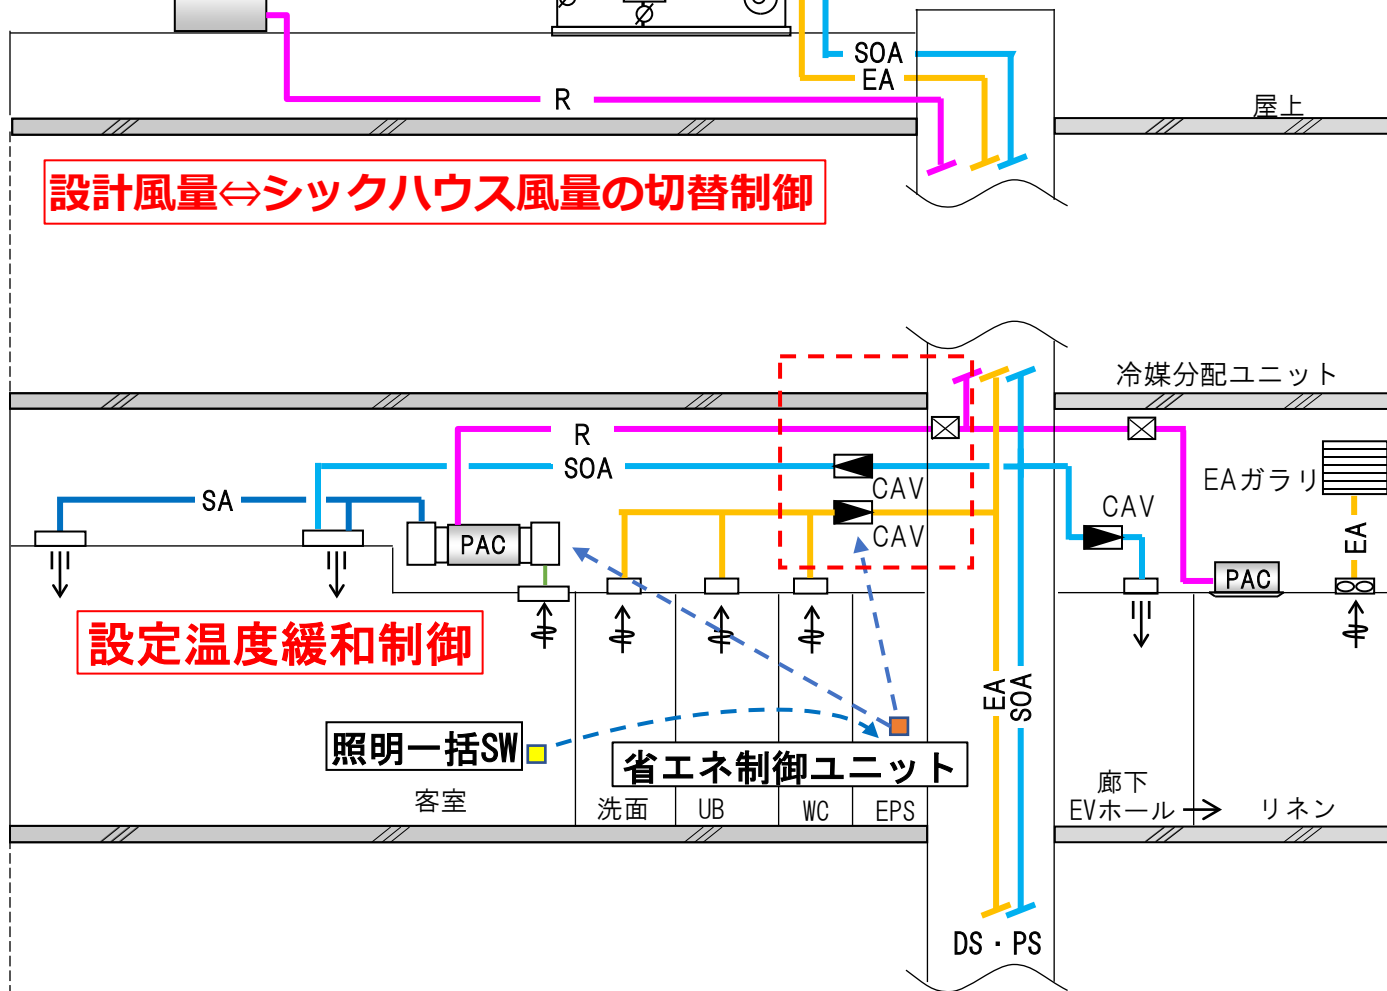 SOA
EA
R
屋上
設計風量⇔シックハウス風量の切替制御
冷媒分配ユニット
R
SOA
CAV
EAガラリ
SA
CAV
CAV
PAC
EA
PAC
設定温度緩和制御
EA
SOA
照明一括SW
省エネ制御ユニット
客室
洗面
UB
WC
EPS
廊下
EVホール
リネン
DS・PS